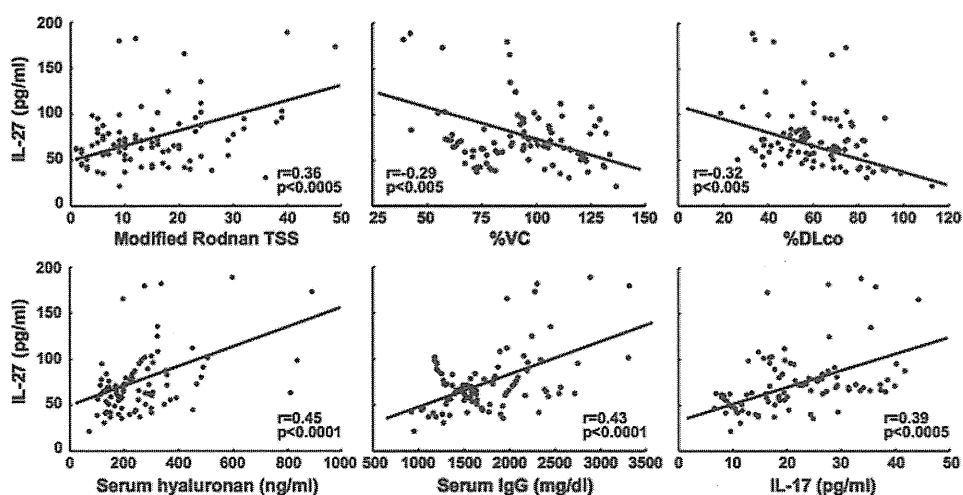 200
150
100
50
0
IL-27 (pg/ml)
r=0.36
p<0.0005
0 10 20 30 40 50
Modified Rodnan TSS
r=-0.29
p<0.005
25 50 75 100 125 150
%VC
r=-0.32
p<0.005
0 20 40 60 80 100 120
%DLco
200
150
100
50
0
IL-27 (pg/ml)
r=0.45
p<0.0001
0 200 400 600 800 1000
Serum hyaluronan (ng/ml)
r=0.43
p<0.0001
500 1000 1500 2000 2500 3000 3500
Serum IgG (mg/dl)
r=0.39
p<0.0005
0 10 20 30 40 50
IL-17 (pg/ml)